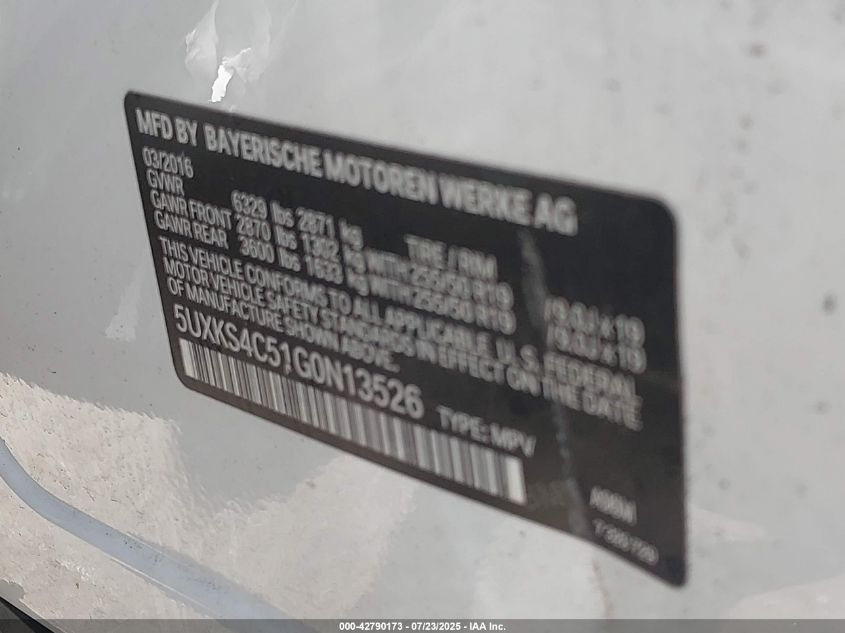 MFD BY BAYERISCHE MOTOREN WERKE AG
03/2016
GVWR 6329 lbs 2871 kg TIRE / RIM
GAWR FRONT 2870 lbs 1302 kg WITH 255/50 R19 /9.0J x 19
GAWR REAR 3600 lbs 1633 kg WITH 255/50 R19 /9.0J x 19
THIS VEHICLE CONFORMS TO ALL APPLICABLE U.S. FEDERAL
MOTOR VEHICLE SAFETY STANDARDS IN EFFECT ON THE DATE
OF MANUFACTURE SHOWN ABOVE.
5UXKS4C51G0N13526 TYPE: MPV
000-42790173 - 07/23/2025 - IAA Inc.